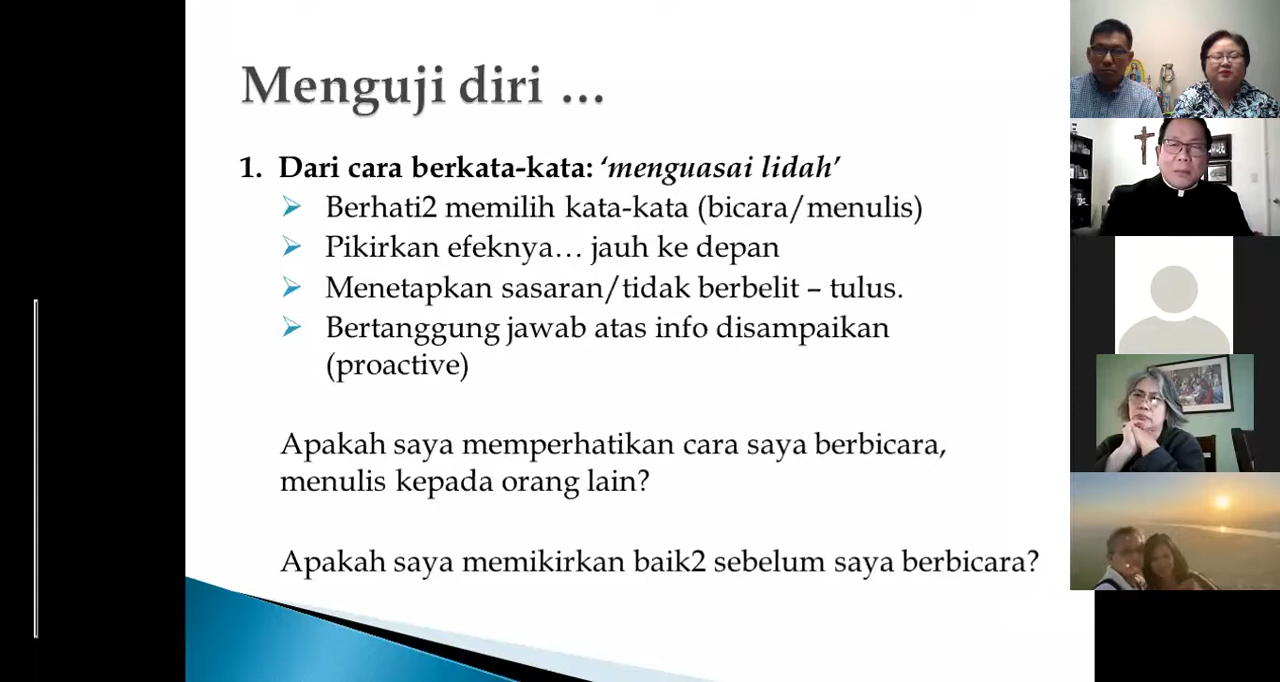 Menguji diri ...
1. Dari cara berkata-kata: ‘menguasai lidah’
➢ Berhati2 memilih kata-kata (bicara/menulis)
➢ Pikirkan efeknya... jauh ke depan
➢ Menetapkan sasaran/tidak berbelit – tulus.
➢ Bertanggung jawab atas info disampaikan
(proactive)
Apakah saya memperhatikan cara saya berbicara,
menulis kepada orang lain?
Apakah saya memikirkan baik2 sebelum saya berbicara?